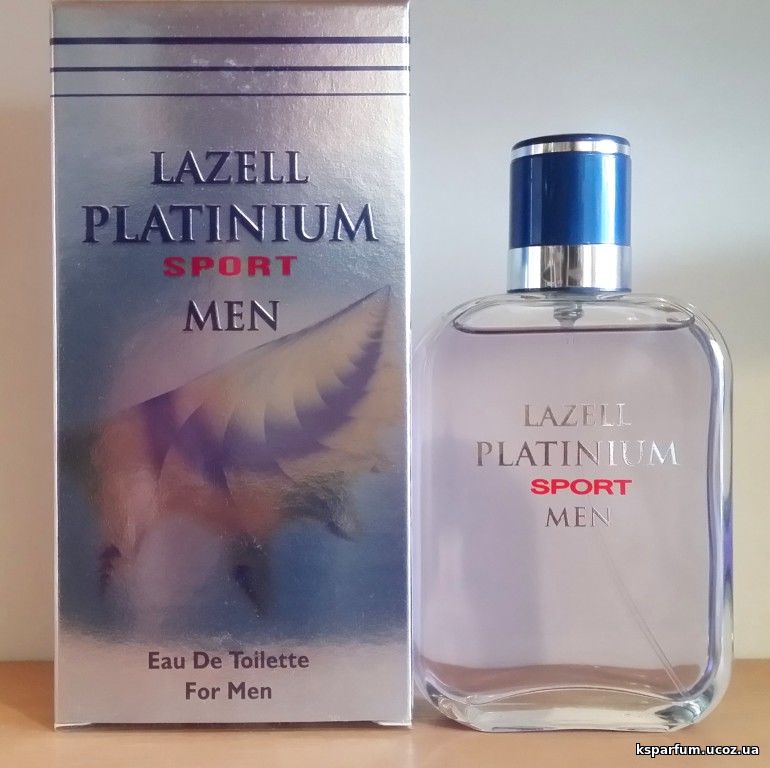 LAZELL
PLATINIUM
SPORT
MEN
Eau De Toilette
For Men
LAZELL
PLATINIUM
SPORT
MEN
ksparfum.ucoz.ua